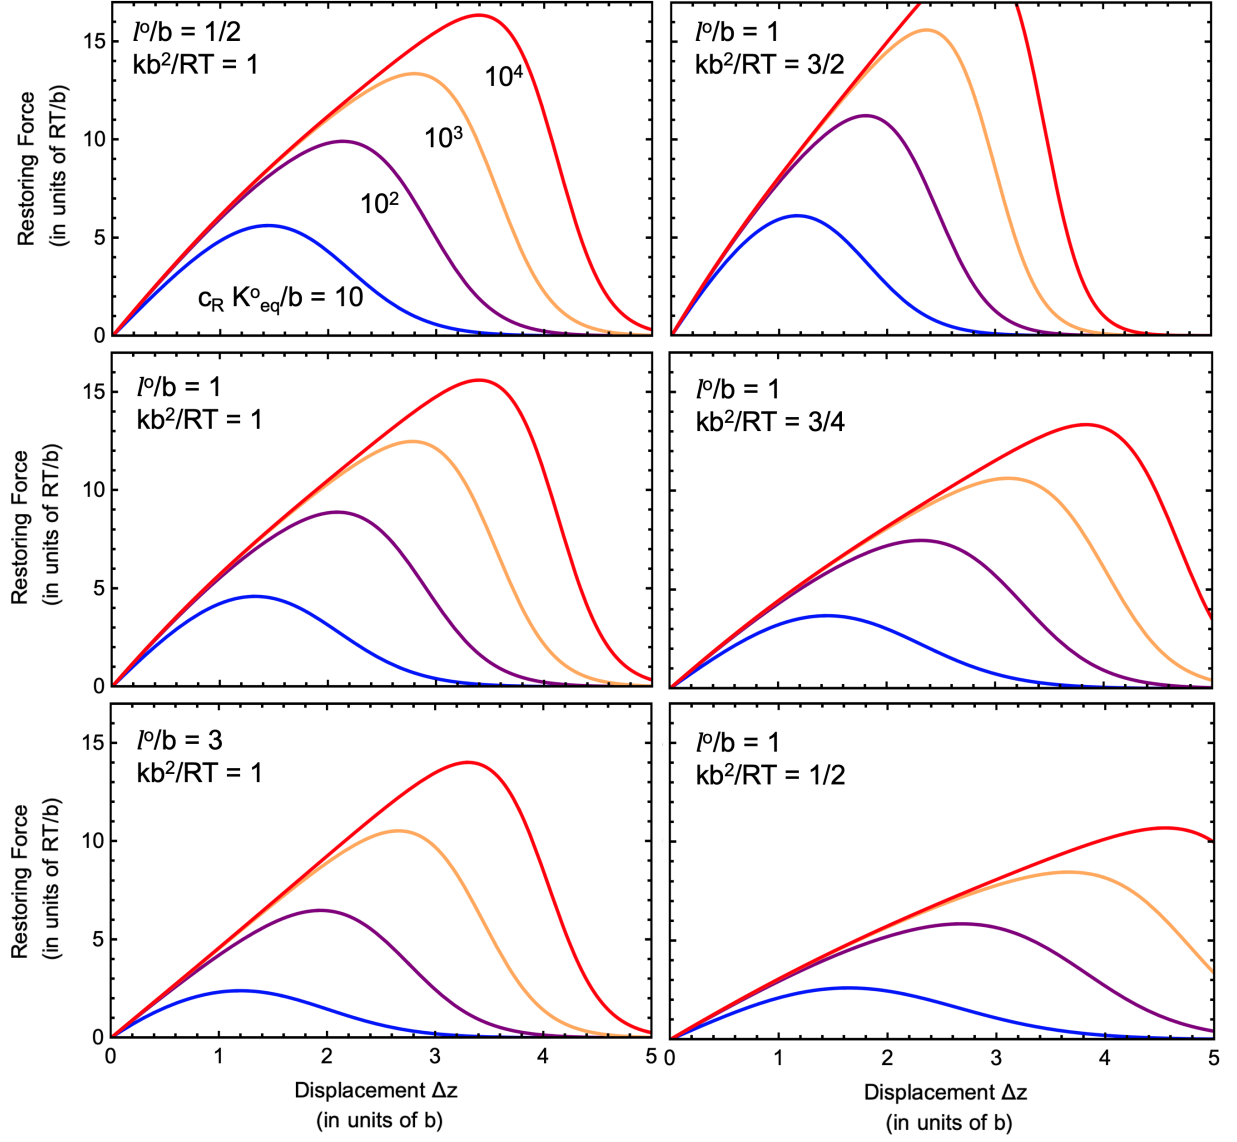 l°/b = 1/2
kb²/RT = 1
10⁴
10³
10²
c_R K°_eq/b = 10
15
10
5
0
Restoring Force
(in units of RT/b)
l°/b = 1
kb²/RT = 3/2
l°/b = 1
kb²/RT = 1
15
10
5
0
Restoring Force
(in units of RT/b)
l°/b = 1
kb²/RT = 3/4
l°/b = 3
kb²/RT = 1
15
10
5
0
Restoring Force
(in units of RT/b)
0 1 2 3 4 5
Displacement Δz
(in units of b)
l°/b = 1
kb²/RT = 1/2
0 1 2 3 4 5
Displacement Δz
(in units of b)